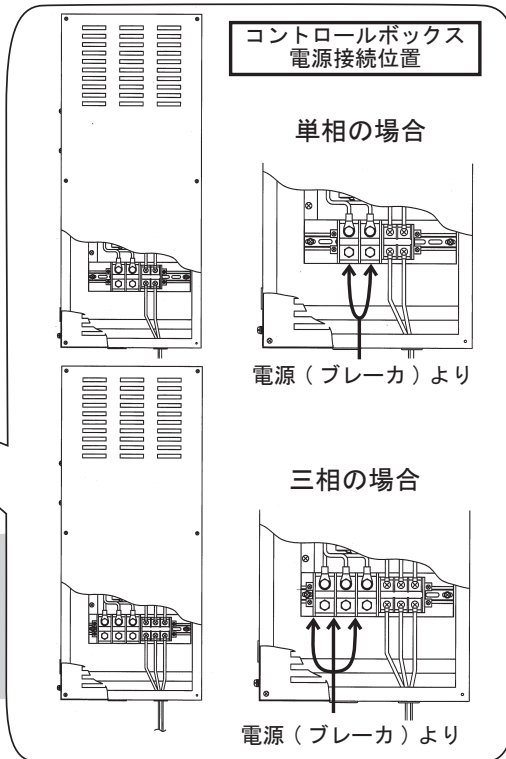 コントロールボックス
電源接続位置
単相の場合
電源（ブレーカ）より
三相の場合
電源（ブレーカ）より